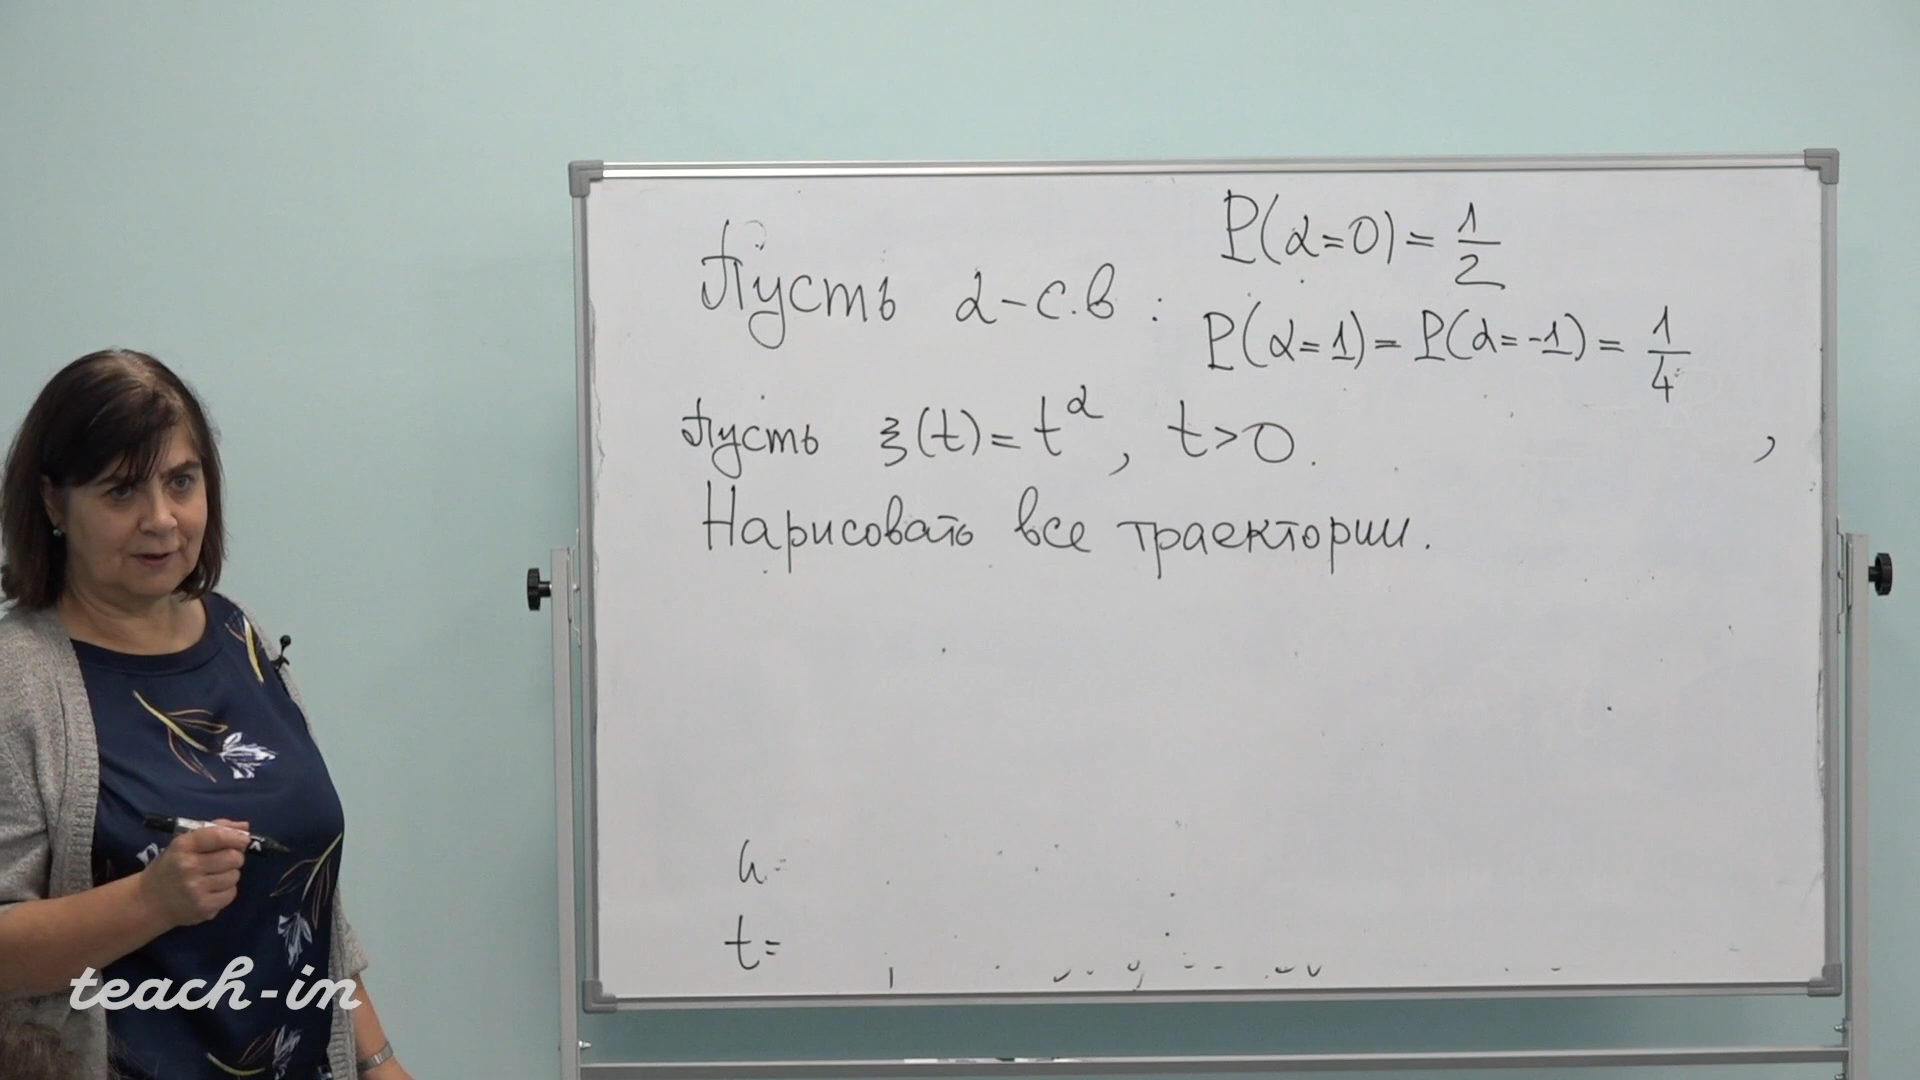 P(α=0) = 1/2
Пусть α - с.в :
P(α=1) = P(α=-1) = 1/4
Пусть ξ(t) = t^α, t>0. ,
Нарисовать все траектории.
t=
teach-in